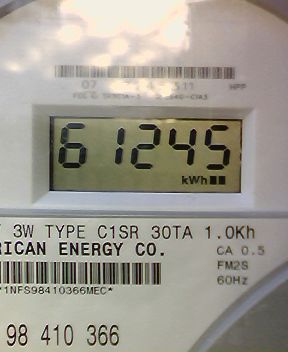 HPP
61245
kWh
3W TYPE C1SR 30TA 1.0Kh
RICAN ENERGY CO.
CA 0.5
FM2S
60Hz
*1NFS98410366MEC*
98 410 366